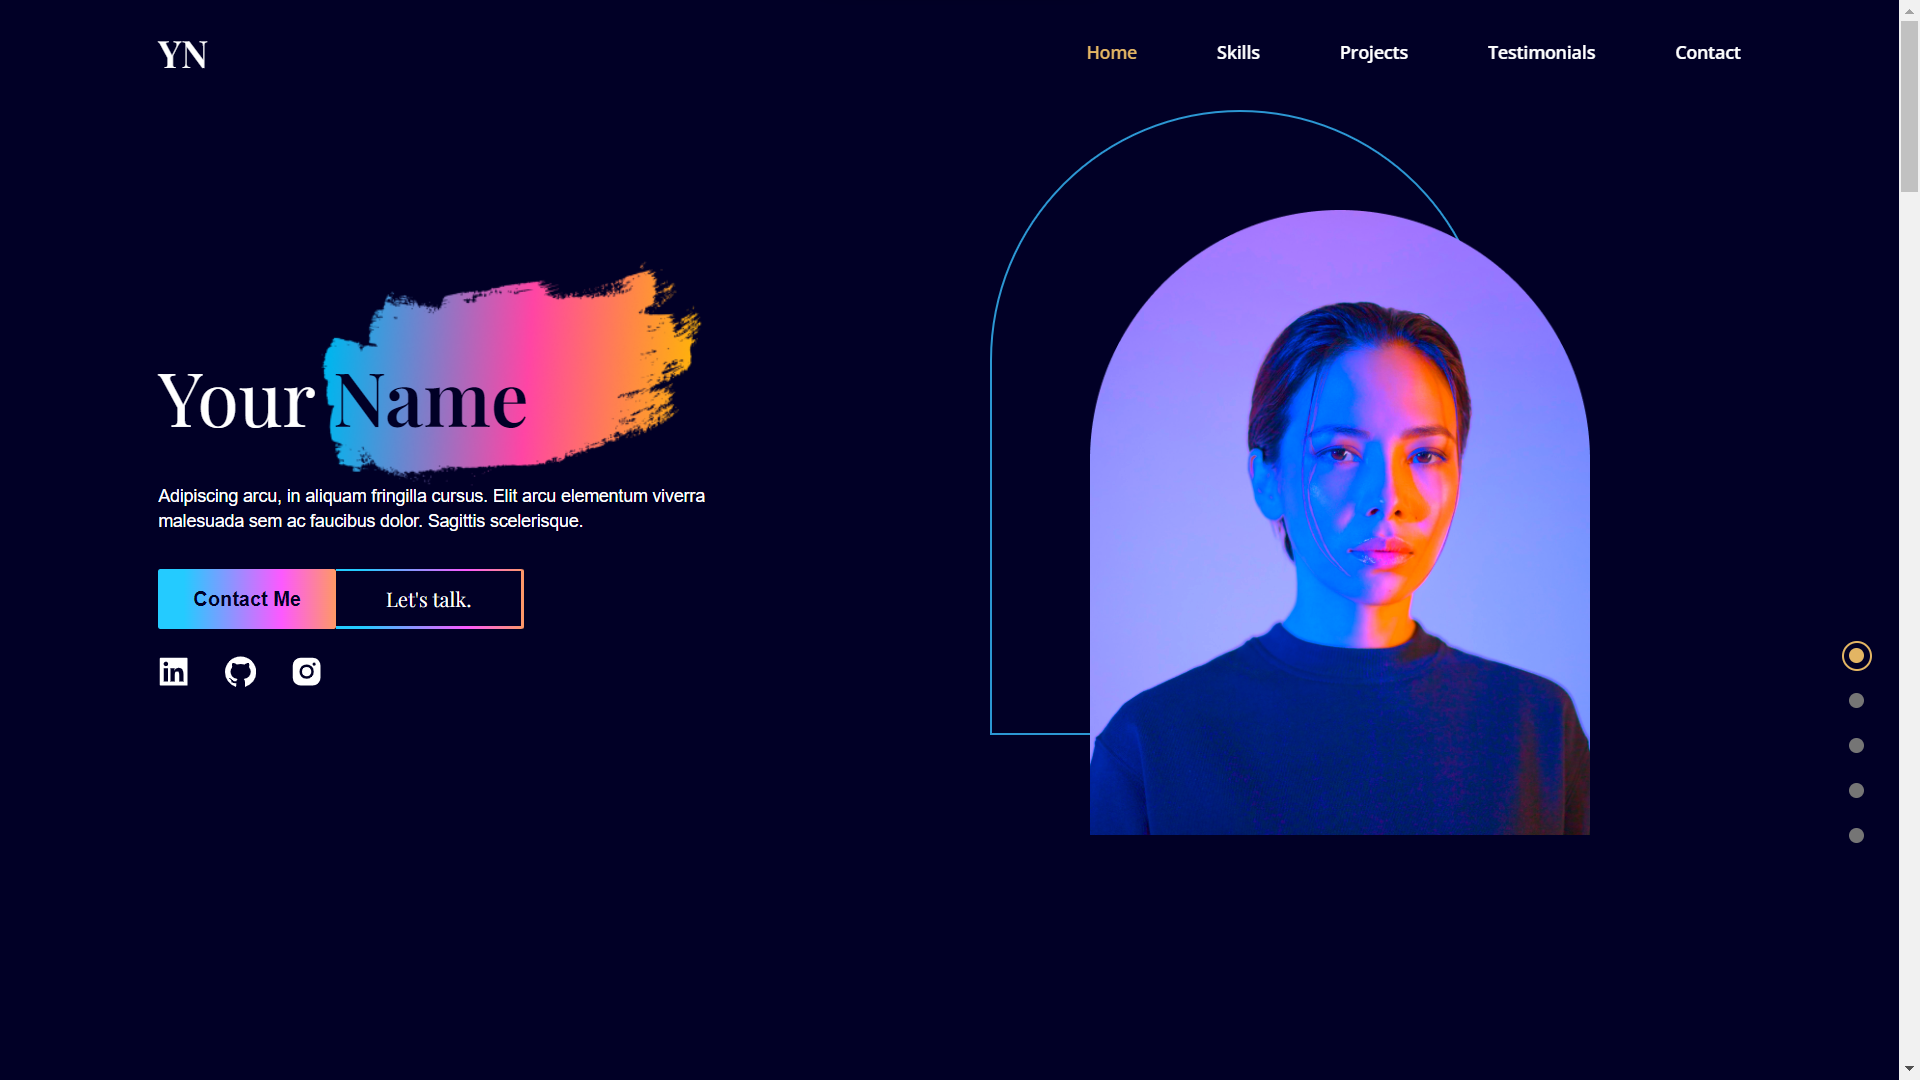 YN
Home
Skills
Projects
Testimonials
Contact
Your Name
Adipiscing arcu, in aliquam fringilla cursus. Elit arcu elementum viverra
malesuada sem ac faucibus dolor. Sagittis scelerisque.
Contact Me
Let's talk.
in